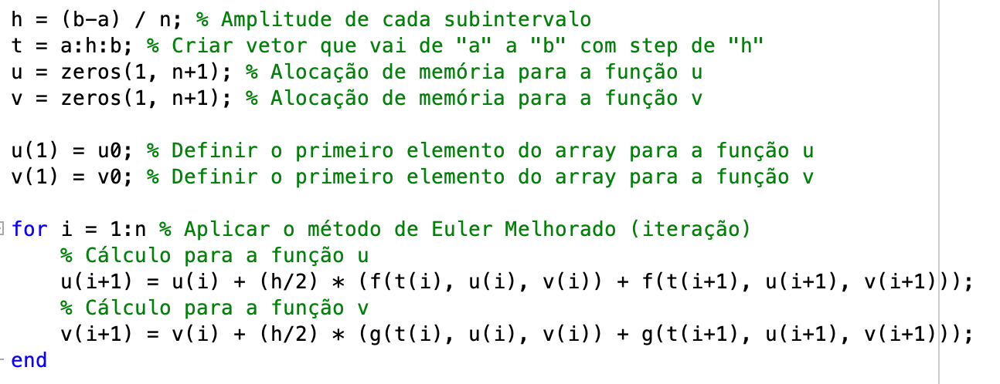 h = (b-a) / n; % Amplitude de cada subintervalo
t = a:h:b; % Criar vetor que vai de "a" a "b" com step de "h"
u = zeros(1, n+1); % Alocação de memória para a função u
v = zeros(1, n+1); % Alocação de memória para a função v
u(1) = u0; % Definir o primeiro elemento do array para a função u
v(1) = v0; % Definir o primeiro elemento do array para a função v
for i = 1:n % Aplicar o método de Euler Melhorado (iteração)
% Cálculo para a função u
u(i+1) = u(i) + (h/2) * (f(t(i), u(i), v(i)) + f(t(i+1), u(i+1), v(i+1)));
% Cálculo para a função v
v(i+1) = v(i) + (h/2) * (g(t(i), u(i), v(i)) + g(t(i+1), u(i+1), v(i+1)));
end